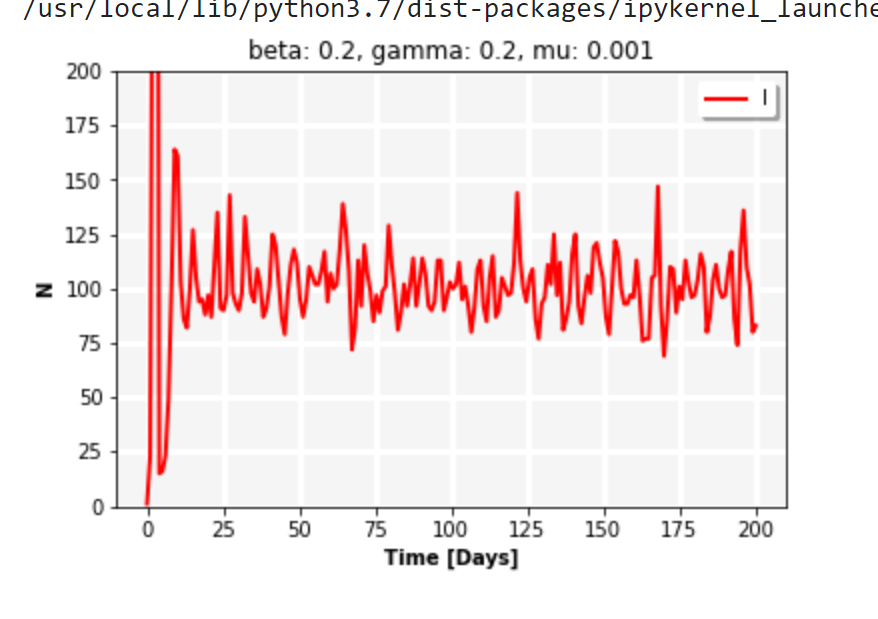 /usr/local/lib/python3.7/dist-packages/ipykernel_launche
beta: 0.2, gamma: 0.2, mu: 0.001
200
I
175
150
125
100
75
50
25
0
N
0 25 50 75 100 125 150 175 200
Time [Days]